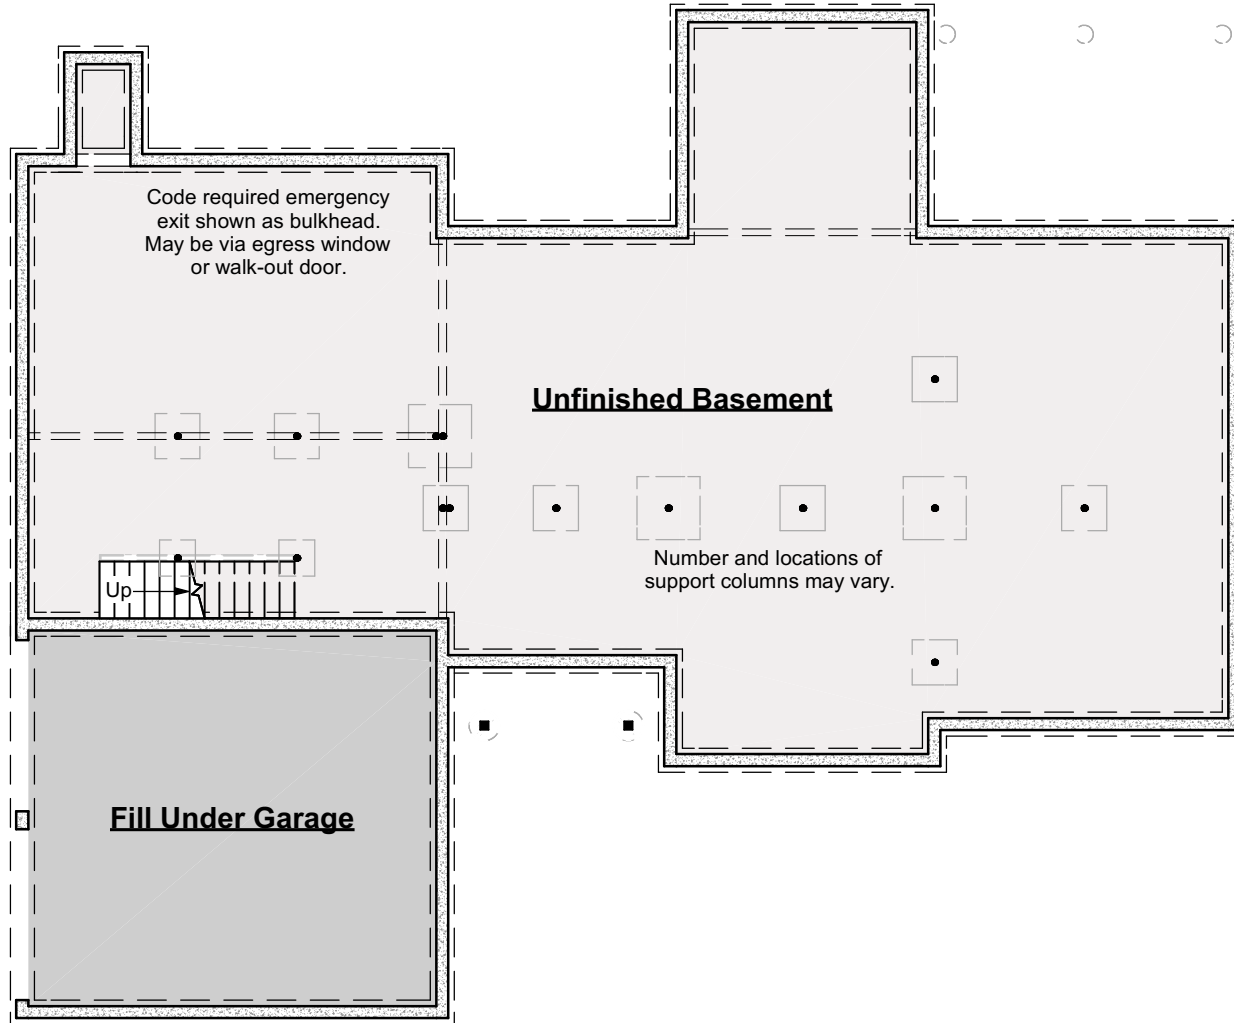 Code required emergency
exit shown as bulkhead.
May be via egress window
or walk-out door.
Unfinished Basement
Number and locations of
support columns may vary.
Up
Fill Under Garage